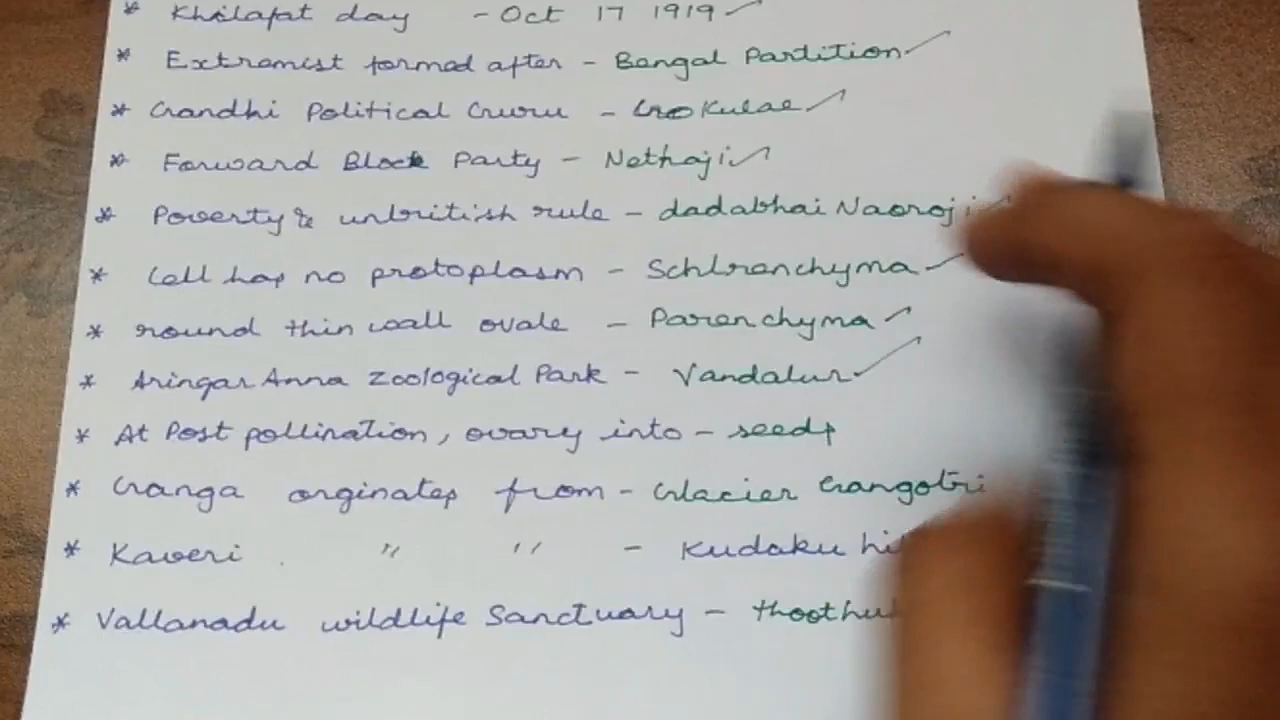 * Khilafat day - Oct 17 1919
* Extremist formed after - Bengal Partition
* Gandhi Political Guru - Gokulae
* Forward Block Party - Nethaji
* Poverty & unbritish rule - dadabhai Naoroji
* Cell has no protoplasm - Schlrenchyma
* round thin wall ovale - Parenchyma
* Aringar Anna Zoological Park - Vandalur
* At Post pollination, ovary into - seeds
* Ganga orginates from - Glacier Gangotri
* Kaveri " " - Kudaku
* Vallanadu wildlife Sanctuary -